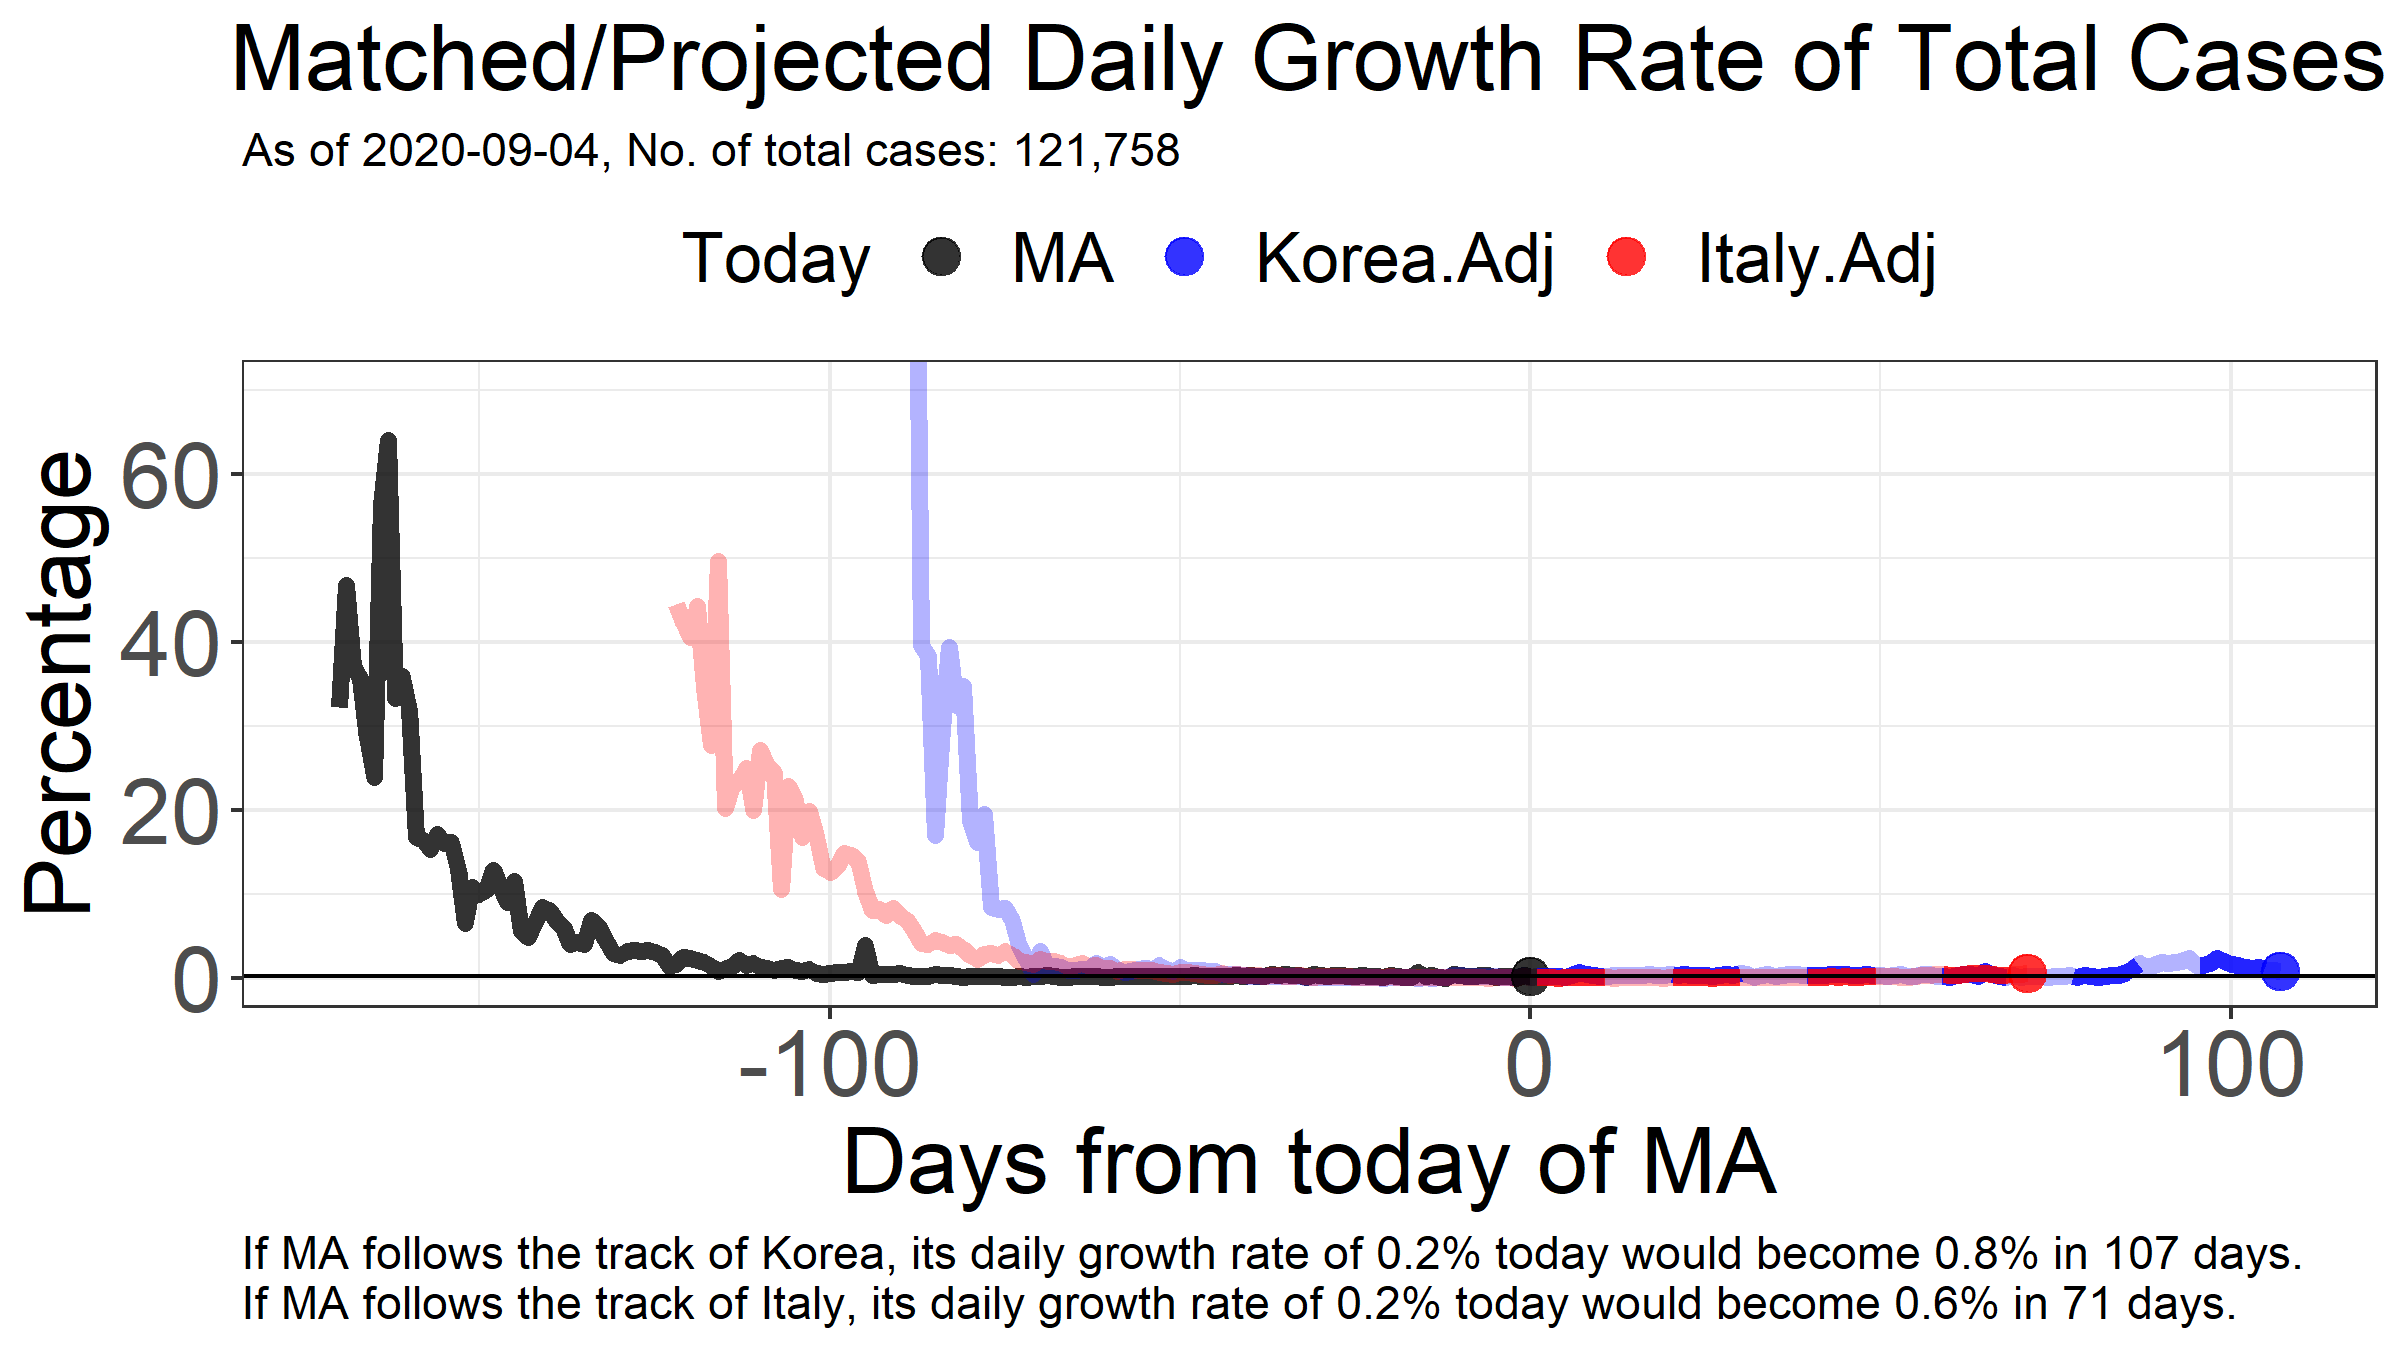 Matched/Projected Daily Growth Rate of Total Cases
As of 2020-09-04, No. of total cases: 121,758
Today MA Korea.Adj Italy.Adj
Percentage
60
40
20
0
-100 0 100
Days from today of MA
If MA follows the track of Korea, its daily growth rate of 0.2% today would become 0.8% in 107 days.
If MA follows the track of Italy, its daily growth rate of 0.2% today would become 0.6% in 71 days.